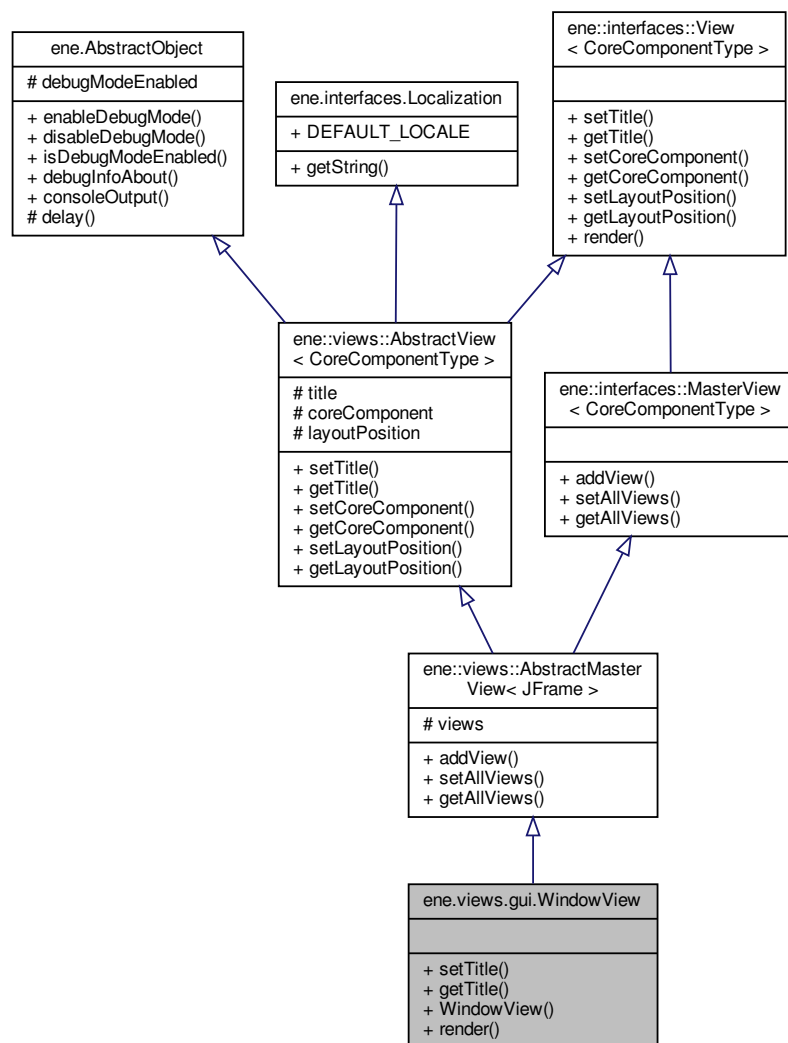 ene.AbstractObject
# debugModeEnabled
+ enableDebugMode()
+ disableDebugMode()
+ isDebugModeEnabled()
+ debugInfoAbout()
+ consoleOutput()
# delay()
ene.interfaces.Localization
+ DEFAULT_LOCALE
+ getString()
ene::interfaces::View
< CoreComponentType >
+ setTitle()
+ getTitle()
+ setCoreComponent()
+ getCoreComponent()
+ setLayoutPosition()
+ getLayoutPosition()
+ render()
ene::views::AbstractView
< CoreComponentType >
# title
# coreComponent
# layoutPosition
+ setTitle()
+ getTitle()
+ setCoreComponent()
+ getCoreComponent()
+ setLayoutPosition()
+ getLayoutPosition()
ene::interfaces::MasterView
< CoreComponentType >
+ addView()
+ setAllViews()
+ getAllViews()
ene::views::AbstractMaster
View< JFrame >
# views
+ addView()
+ setAllViews()
+ getAllViews()
ene.views.gui.WindowView
+ setTitle()
+ getTitle()
+ WindowView()
+ render()